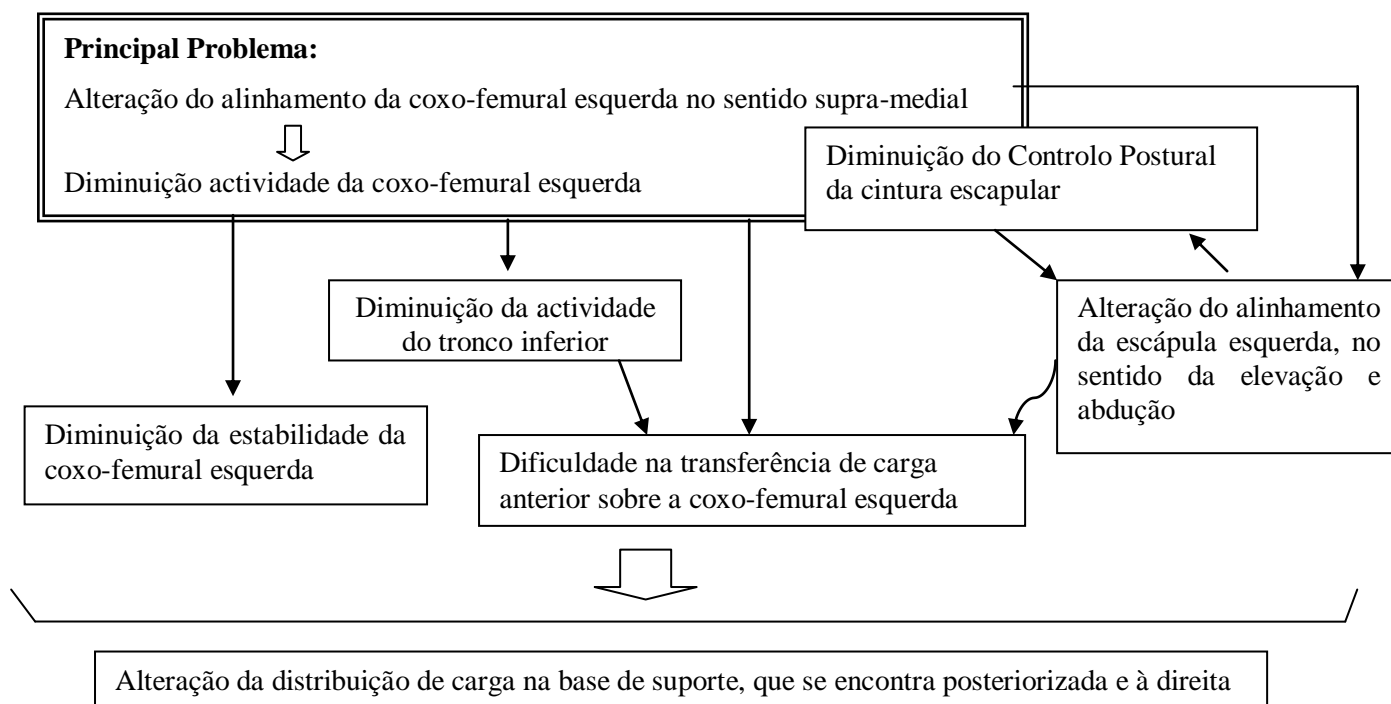 Principal Problema:
Alteração do alinhamento da coxo-femural esquerda no sentido supra-medial
Diminuição actividade da coxo-femural esquerda
Diminuição do Controlo Postural
da cintura escapular
Diminuição da actividade
do tronco inferior
Alteração do alinhamento
da escápula esquerda, no
sentido da elevação e
abdução
Diminuição da estabilidade da
coxo-femural esquerda
Dificuldade na transferência de carga
anterior sobre a coxo-femural esquerda
Alteração da distribuição de carga na base de suporte, que se encontra posteriorizada e à direita